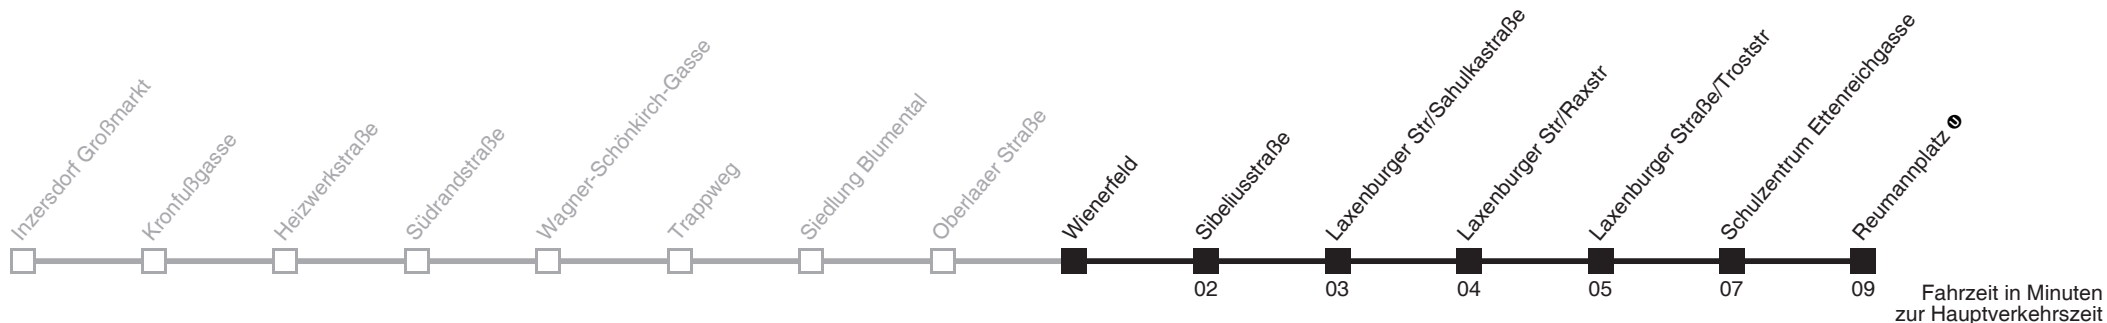 Inzersdorf Großmarkt
Kronfußgasse
Heizwerkstraße
Südrandstraße
Wagner-Schönkirch-Gasse
Trappweg
Siedlung Blumental
Oberlaaer Straße
Wienerfeld
Sibeliusstraße
Laxenburger Str/Sahulkastraße
Laxenburger Str/Raxstr
Laxenburger Straße/Troststr
Schulzentrum Ettenreichgasse
Reumannplatz U
02 03 04 05 07 09
Fahrzeit in Minuten
zur Hauptverkehrszeit